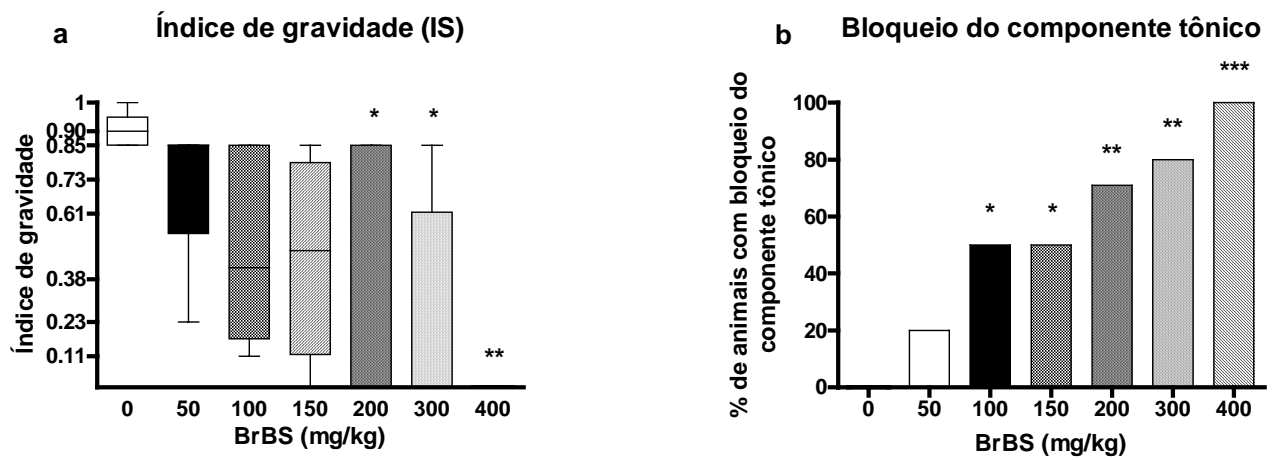 a
Índice de gravidade (IS)
Índice de gravidade
1
0.90
0.85
0.73
0.61
0.38
0.23
0.11
* * **
0 50 100 150 200 300 400
BrBS (mg/kg)
b
Bloqueio do componente tônico
% de animais com bloqueio do
componente tônico
100
80
60
40
20
0
* * ** ** ***
0 50 100 150 200 300 400
BrBS (mg/kg)